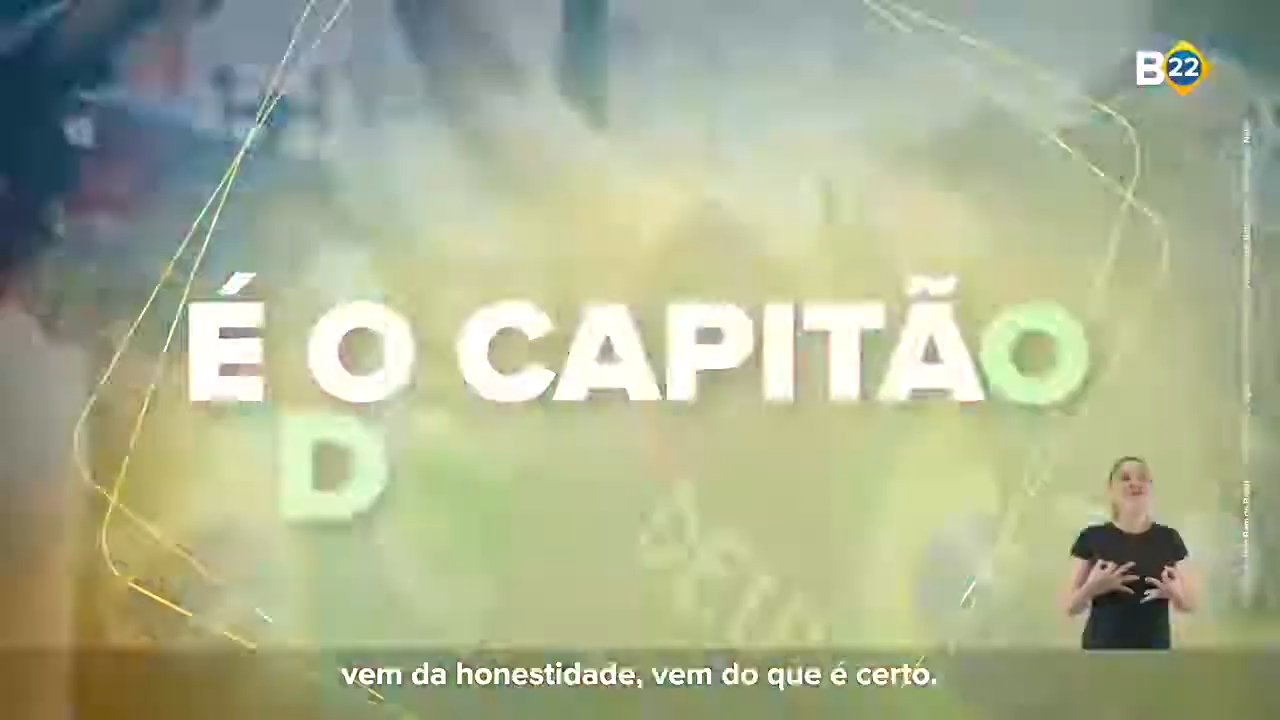 B22
É O CAPITÃO
D
vem da honestidade, vem do que é certo.